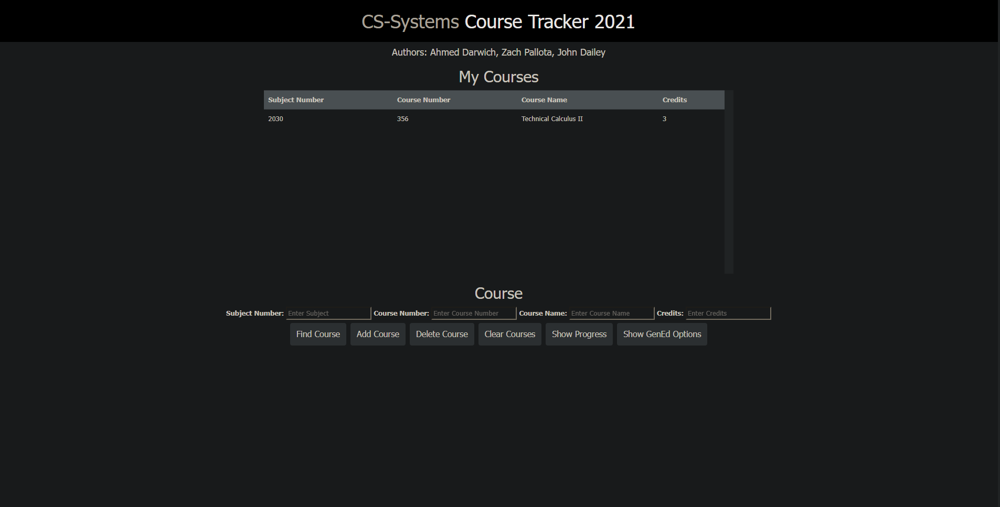 CS-Systems Course Tracker 2021
Authors: Ahmed Darwich, Zach Pallota, John Dailey
My Courses
Subject Number Course Number Course Name Credits
2030 356 Technical Calculus II 3
Course
Subject Number: Enter Subject Course Number: Enter Course Number Course Name: Enter Course Name Credits: Enter Credits
Find Course Add Course Delete Course Clear Courses Show Progress Show GenEd Options